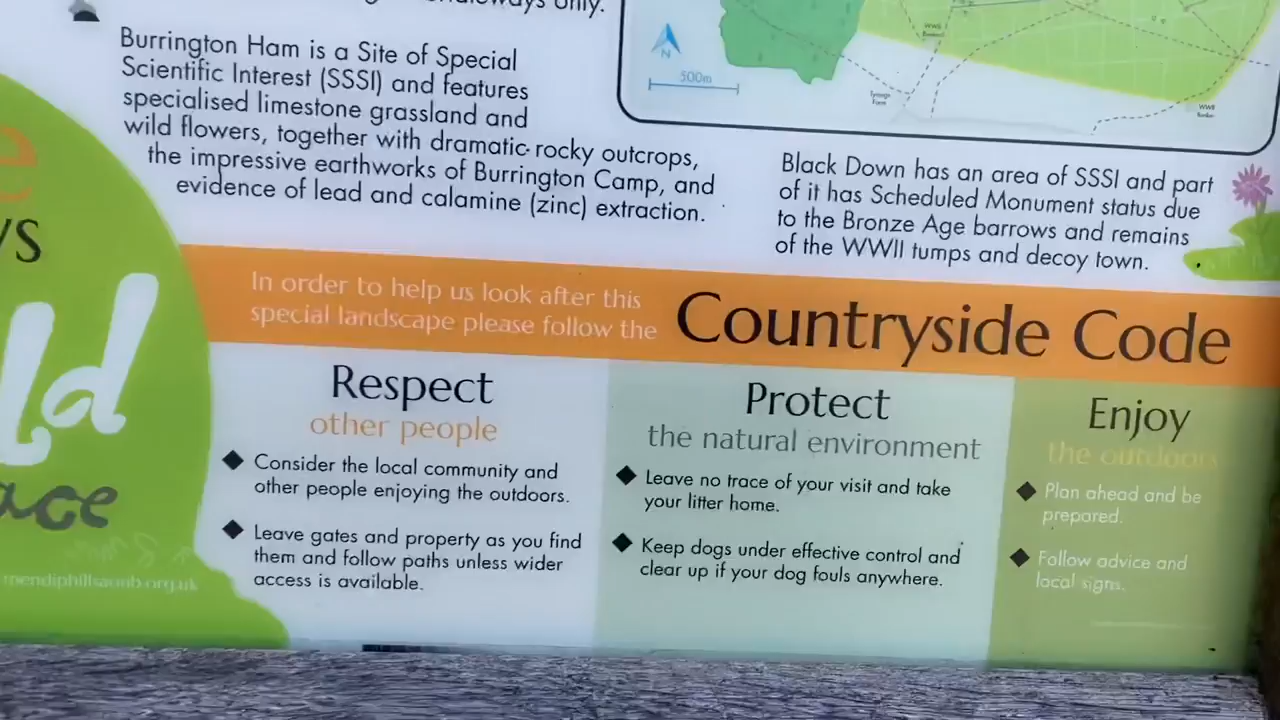 only.
Burrington Ham is a Site of Special
Scientific Interest (SSSI) and features
specialised limestone grassland and
wild flowers, together with dramatic rocky outcrops,
the impressive earthworks of Burrington Camp, and
evidence of lead and calamine (zinc) extraction.
N
500m
Black Down has an area of SSSI and part
of it has Scheduled Monument status due
to the Bronze Age barrows and remains
of the WWII tumps and decoy town.
In order to help us look after this
special landscape please follow the
Countryside Code
Respect
other people
Consider the local community and
other people enjoying the outdoors.
Leave gates and property as you find
them and follow paths unless wider
access is available.
Protect
the natural environment
Leave no trace of your visit and take
your litter home.
Keep dogs under effective control and
clear up if your dog fouls anywhere.
Enjoy
the outdoors
Plan ahead and be
prepared.
Follow advice and
local signs.
mendiphillsaonb.org.uk